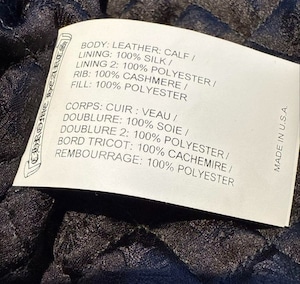 BODY: LEATHER: CALF /
LINING: 100% SILK /
LINING 2: 100% POLYESTER /
RIB: 100% CASHMERE /
FILL: 100% POLYESTER
CORPS: CUIR : VEAU /
DOUBLURE: 100% SOIE /
DOUBLURE 2: 100% POLYESTER /
BORD TRICOT: 100% CACHEMIRE /
REMBOURRAGE: 100% POLYESTER
MADE IN U.S.A.